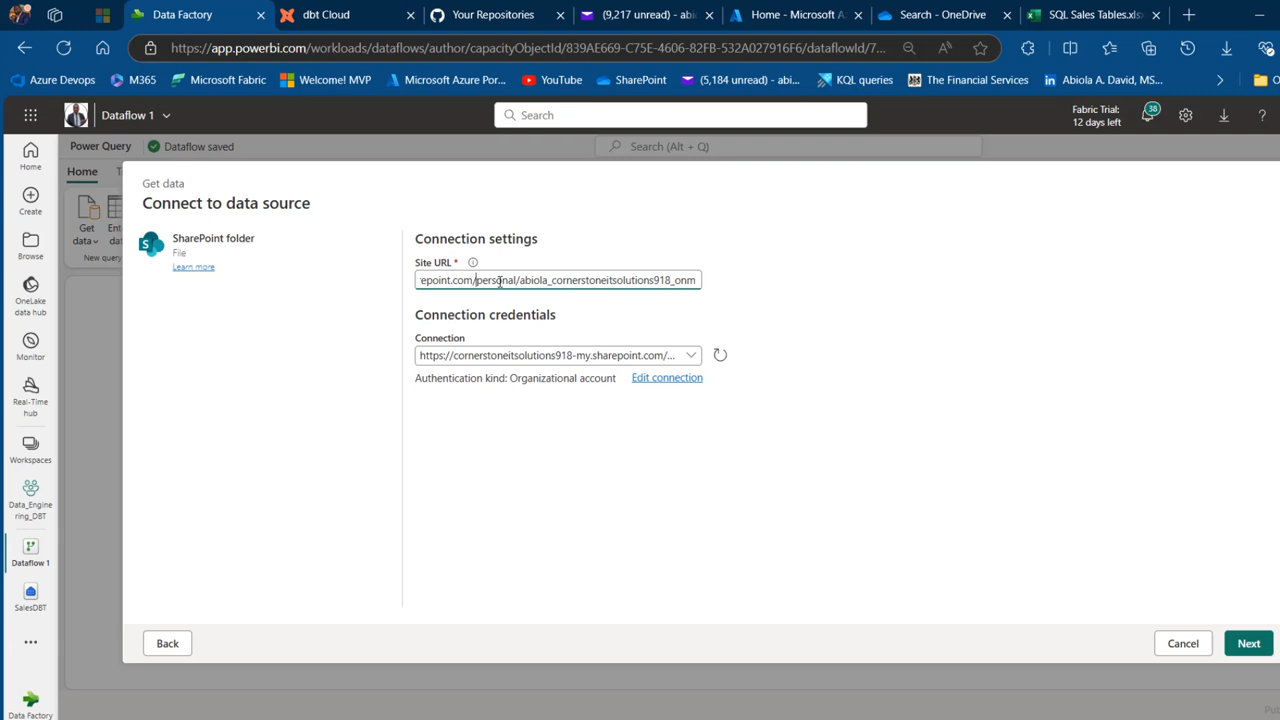 Data Factory
dbt Cloud
Your Repositories
(9,217 unread) - abi
Home - Microsoft A
Search - OneDrive
SQL Sales Tables.xls
https://app.powerbi.com/workloads/dataflows/author/capacityObjectId/839AE669-C75E-4606-82FB-532A027916F6/dataflowId/7...
Azure Devops
M365
Microsoft Fabric
Welcome! MVP
Microsoft Azure Por...
YouTube
SharePoint
(5,184 unread) - abi...
KQL queries
The Financial Services
Abiola A. David, MS...
Dataflow 1
Search
Fabric Trial:
12 days left
38
Power Query
Dataflow saved
Search (Alt + Q)
Home
Home
Get
data
New query
Create
Browse
OneLake
data hub
Monitor
Real-Time
hub
Workspaces
Data_Engine
ring_DBT
Dataflow 1
SalesDBT
Data Factory
Get data
Connect to data source
SharePoint folder
File
Learn more
Connection settings
Site URL *
epoint.com/personal/abiola_cornerstoneitsolutions918_onm
Connection credentials
Connection
https://cornerstoneitsolutions918-my.sharepoint.com/...
Authentication kind: Organizational account
Edit connection
Back
Cancel
Next